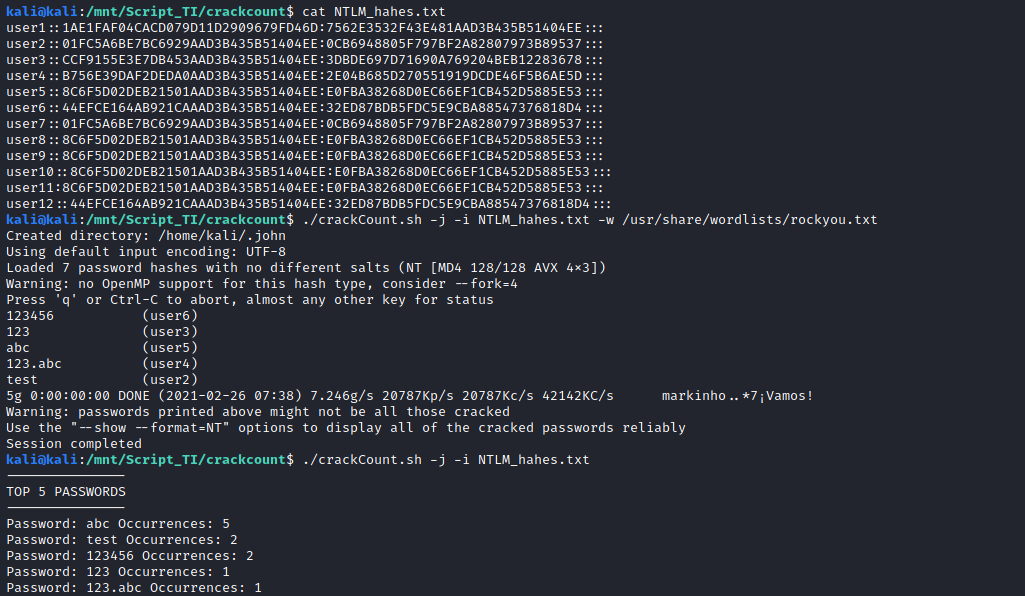 kali@kali:/mnt/Script_TI/crackcount$ cat NTLM_hahes.txt
user1::1AE1FAF04CACD079D11D2909679FD46D:7562E3532F43E481AAD3B435B51404EE:::
user2::01FC5A6BE7BC6929AAD3B435B51404EE:0CB6948805F797BF2A82807973B89537:::
user3::CCF9155E3E7DB453AAD3B435B51404EE:3DBDE697D71690A769204BEB12283678:::
user4::B756E39DAF2DEDA0AAD3B435B51404EE:2E04B685D270551919DCDE46F5B6AE5D:::
user5::8C6F5D02DEB21501AAD3B435B51404EE:E0FBA38268D0EC66EF1CB452D5885E53:::
user6::44EFCE164AB921CAAAD3B435B51404EE:32ED87BDB5FDC5E9CBA88547376818D4:::
user7::01FC5A6BE7BC6929AAD3B435B51404EE:0CB6948805F797BF2A82807973B89537:::
user8::8C6F5D02DEB21501AAD3B435B51404EE:E0FBA38268D0EC66EF1CB452D5885E53:::
user9::8C6F5D02DEB21501AAD3B435B51404EE:E0FBA38268D0EC66EF1CB452D5885E53:::
user10::8C6F5D02DEB21501AAD3B435B51404EE:E0FBA38268D0EC66EF1CB452D5885E53:::
user11:8C6F5D02DEB21501AAD3B435B51404EE:E0FBA38268D0EC66EF1CB452D5885E53:::
user12::44EFCE164AB921CAAAD3B435B51404EE:32ED87BDB5FDC5E9CBA88547376818D4:::
kali@kali:/mnt/Script_TI/crackcount$ ./crackCount.sh -j -i NTLM_hahes.txt -w /usr/share/wordlists/rockyou.txt
Created directory: /home/kali/.john
Using default input encoding: UTF-8
Loaded 7 password hashes with no different salts (NT [MD4 128/128 AVX 4×3])
Warning: no OpenMP support for this hash type, consider --fork=4
Press 'q' or Ctrl-C to abort, almost any other key for status
123456           (user6)
123              (user3)
abc              (user5)
123.abc          (user4)
test             (user2)
5g 0:00:00:00 DONE (2021-02-26 07:38) 7.246g/s 20787Kp/s 20787Kc/s 42142KC/s      markinho..*7¡Vamos!
Warning: passwords printed above might not be all those cracked
Use the "--show --format=NT" options to display all of the cracked passwords reliably
Session completed
kali@kali:/mnt/Script_TI/crackcount$ ./crackCount.sh -j -i NTLM_hahes.txt
---------------
TOP 5 PASSWORDS
---------------
Password: abc Occurrences: 5
Password: test Occurrences: 2
Password: 123456 Occurrences: 2
Password: 123 Occurrences: 1
Password: 123.abc Occurrences: 1